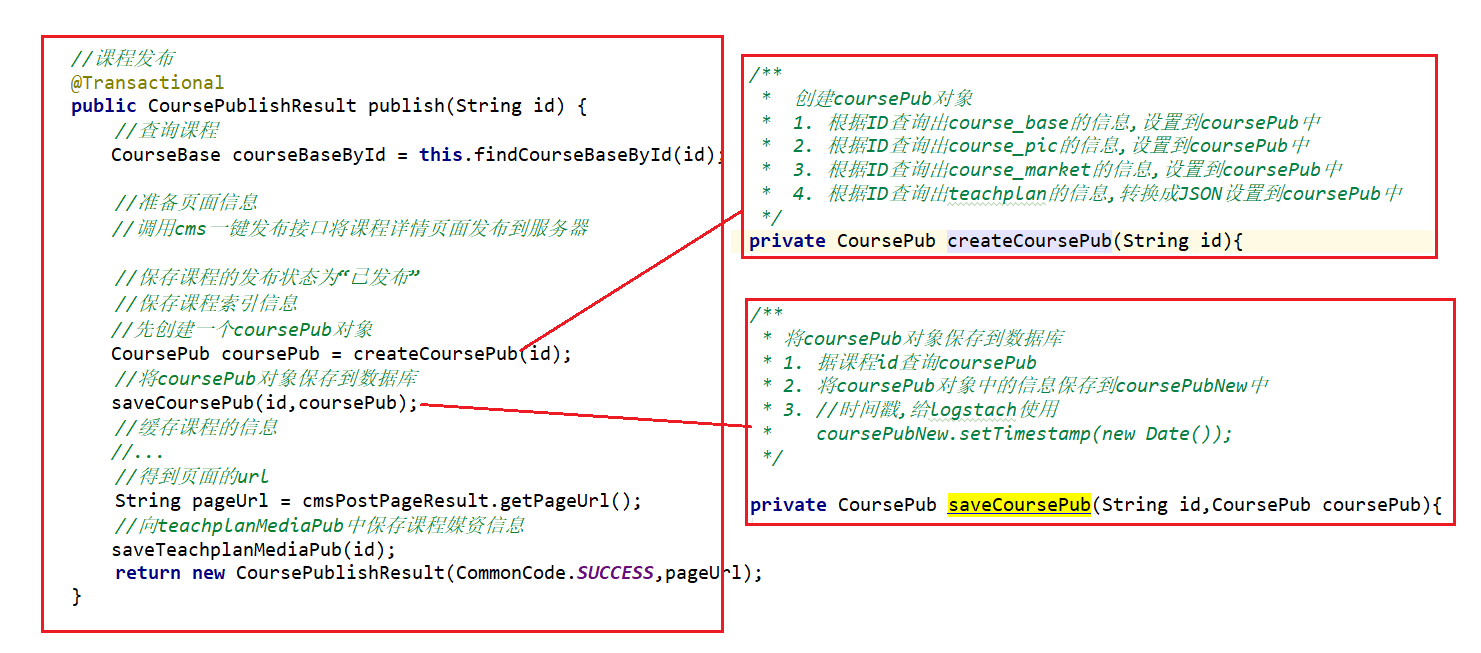 //课程发布
@Transactional
public CoursePublishResult publish(String id) {
//查询课程
CourseBase courseBaseById = this.findCourseBaseById(id);
//准备页面信息
//调用cms一键发布接口将课程详情页面发布到服务器
//保存课程的发布状态为“已发布”
//保存课程索引信息
//先创建一个coursePub对象
CoursePub coursePub = createCoursePub(id);
//将coursePub对象保存到数据库
saveCoursePub(id,coursePub);
//缓存课程的信息
//...
//得到页面的url
String pageUrl = cmsPostPageResult.getPageUrl();
//向teachplanMediaPub中保存课程媒资信息
saveTeachplanMediaPub(id);
return new CoursePublishResult(CommonCode.SUCCESS,pageUrl);
}
/**
* 创建coursePub对象
* 1. 根据ID查询出course_base的信息,设置到coursePub中
* 2. 根据ID查询出course_pic的信息,设置到coursePub中
* 3. 根据ID查询出course_market的信息,设置到coursePub中
* 4. 根据ID查询出teachplan的信息,转换成JSON设置到coursePub中
*/
private CoursePub createCoursePub(String id){
/**
* 将coursePub对象保存到数据库
* 1. 据课程id查询coursePub
* 2. 将coursePub对象中的信息保存到coursePubNew中
* 3. //时间戳,给Logstach使用
* coursePubNew.setTimestamp(new Date());
*/
private CoursePub saveCoursePub(String id,CoursePub coursePub){